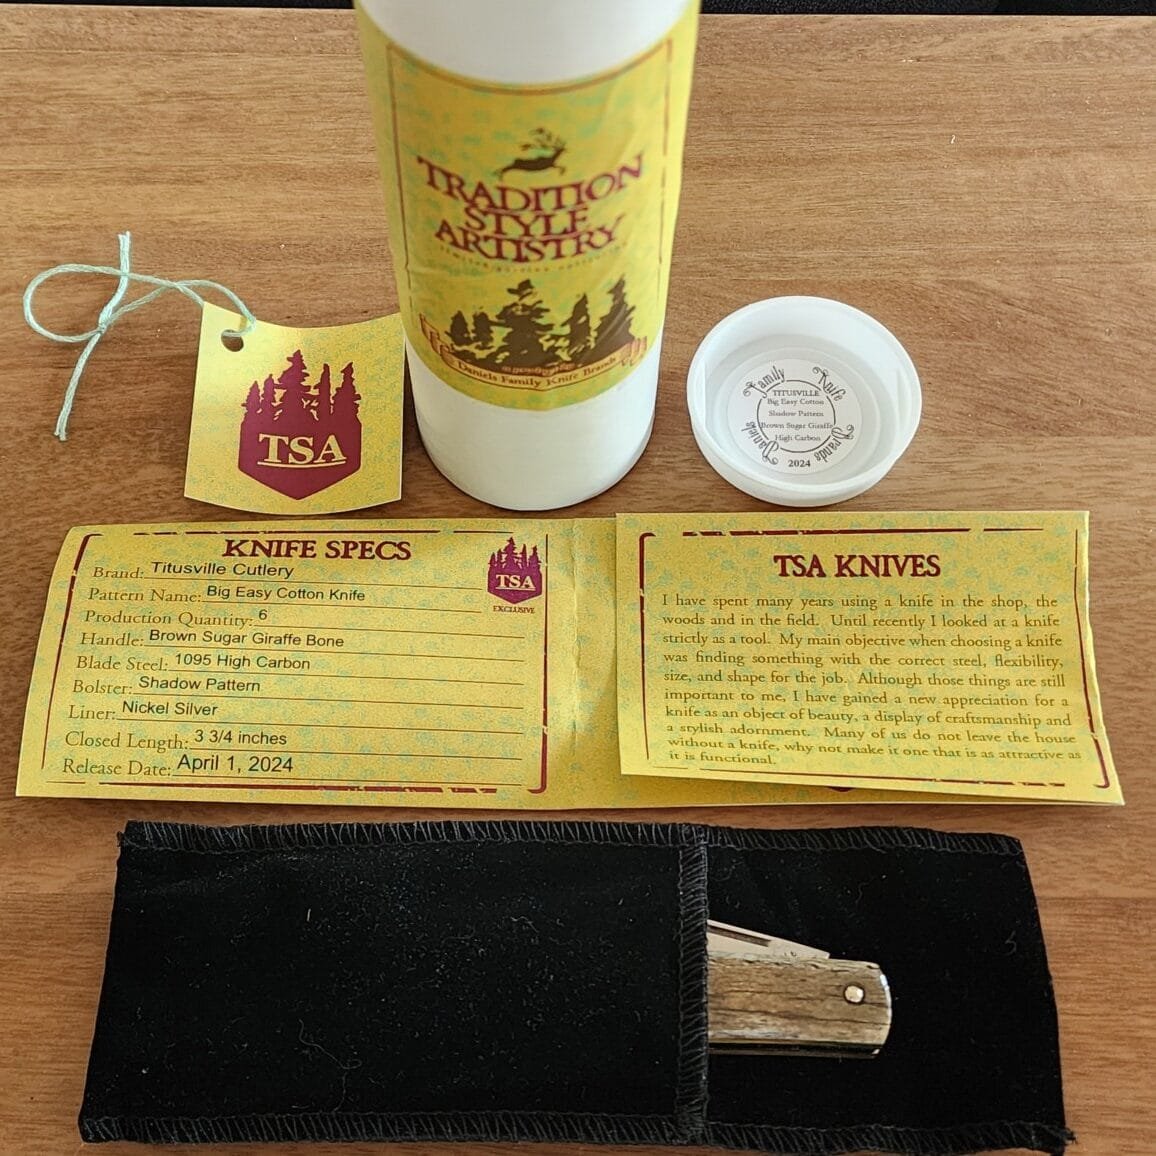 TRADITION
STYLE
ARTISTRY
Daniels Family Knife Brands
TSA
Family Knife
Daniels Brands
TITUSVILLE
Big Easy Cotton
Shadow Pattern
Brown Sugar Giraffe
High Carbon
2024
KNIFE SPECS
Brand: Titusville Cutlery
Pattern Name: Big Easy Cotton Knife
Production Quantity: 6
Handle: Brown Sugar Giraffe Bone
Blade Steel: 1095 High Carbon
Bolster: Shadow Pattern
Liner: Nickel Silver
Closed Length: 3 3/4 inches
Release Date: April 1, 2024
TSA
EXCLUSIVE
TSA KNIVES
I have spent many years using a knife in the shop, the
woods and in the field. Until recently I looked at a knife
strictly as a tool. My main objective when choosing a knife
was finding something with the correct steel, flexibility,
size, and shape for the job. Although those things are still
important to me, I have gained a new appreciation for a
knife as an object of beauty, a display of craftsmanship and
a stylish adornment. Many of us do not leave the house
without a knife, why not make it one that is as attractive as
it is functional.